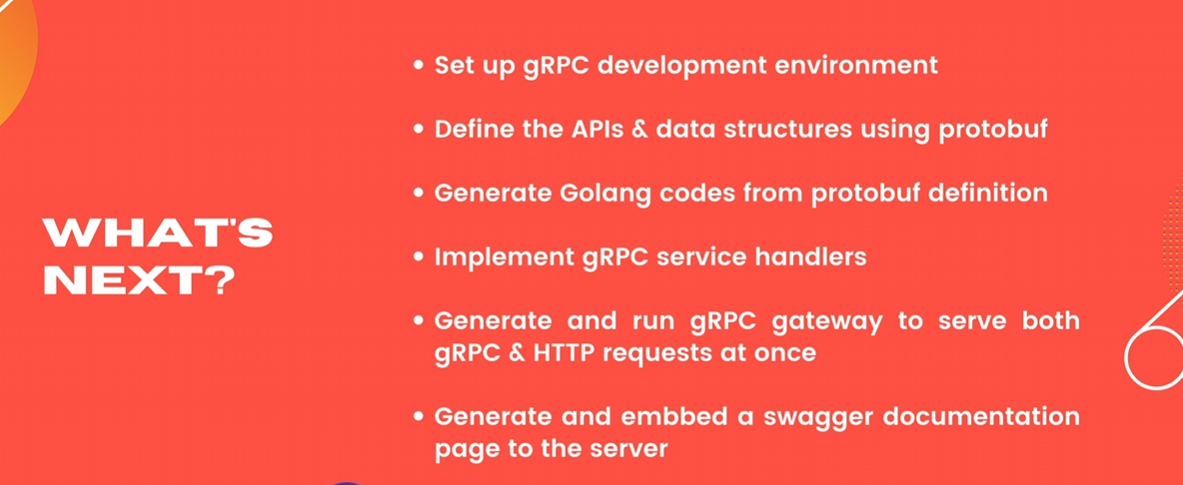 WHAT'S
NEXT?
• Set up gRPC development environment
• Define the APIs & data structures using protobuf
• Generate Golang codes from protobuf definition
• Implement gRPC service handlers
• Generate and run gRPC gateway to serve both
gRPC & HTTP requests at once
• Generate and embbed a swagger documentation
page to the server